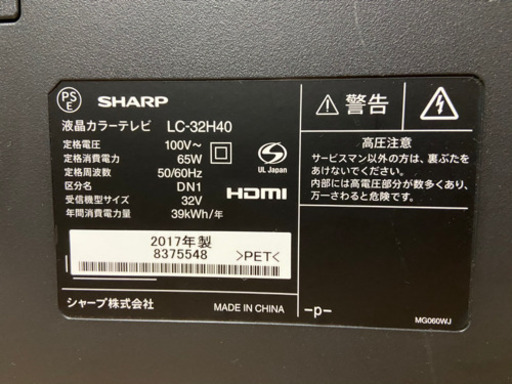 PS
E
SHARP
液晶カラーテレビ LC-32H40
定格電圧 100V~
定格消費電力 65W
定格周波数 50/60Hz
区分名 DN1
受信機型サイズ 32V
年間消費電力量 39kWh/年
S
UL Japan
HDMI
2017年製
8375548
>PET<
シャープ株式会社
MADE IN CHINA
警告
高圧注意
サービスマン以外の方は、裏ぶたを
あけないでください。
内部には高電圧部分が数多くあり、
万一さわると危険です。
-p-
MG060WJ